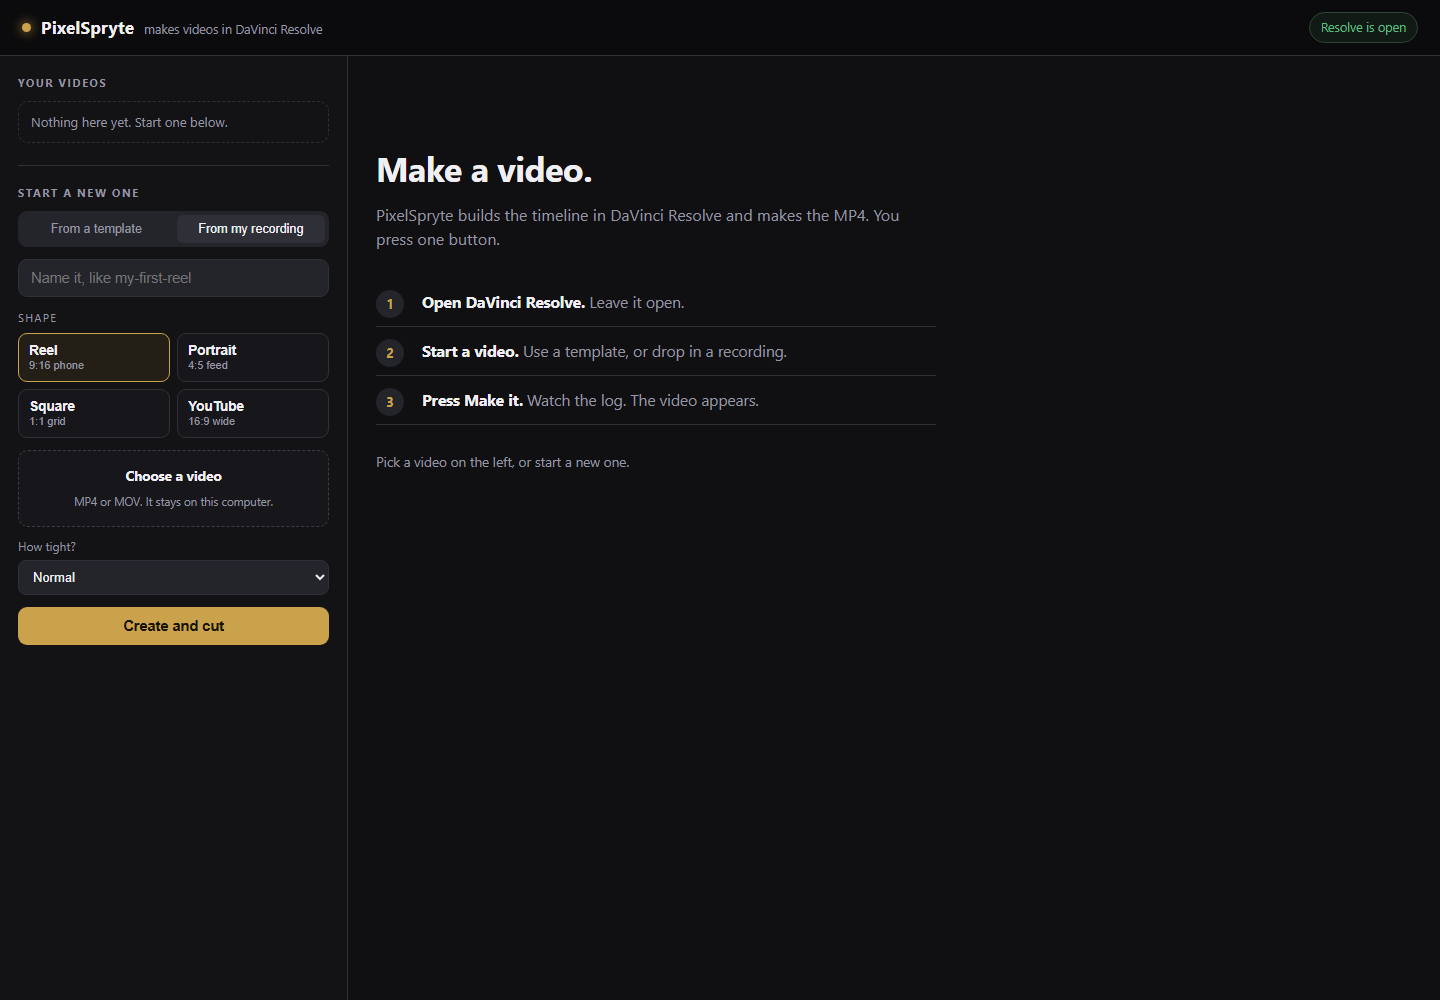 PixelSpryte makes videos in DaVinci Resolve
Resolve is open
YOUR VIDEOS
Nothing here yet. Start one below.
START A NEW ONE
From a template
From my recording
Name it, like my-first-reel
SHAPE
Reel
9:16 phone
Portrait
4:5 feed
Square
1:1 grid
YouTube
16:9 wide
Choose a video
MP4 or MOV. It stays on this computer.
How tight?
Normal
Create and cut
Make a video.
PixelSpryte builds the timeline in DaVinci Resolve and makes the MP4. You
press one button.
1 Open DaVinci Resolve. Leave it open.
2 Start a video. Use a template, or drop in a recording.
3 Press Make it. Watch the log. The video appears.
Pick a video on the left, or start a new one.